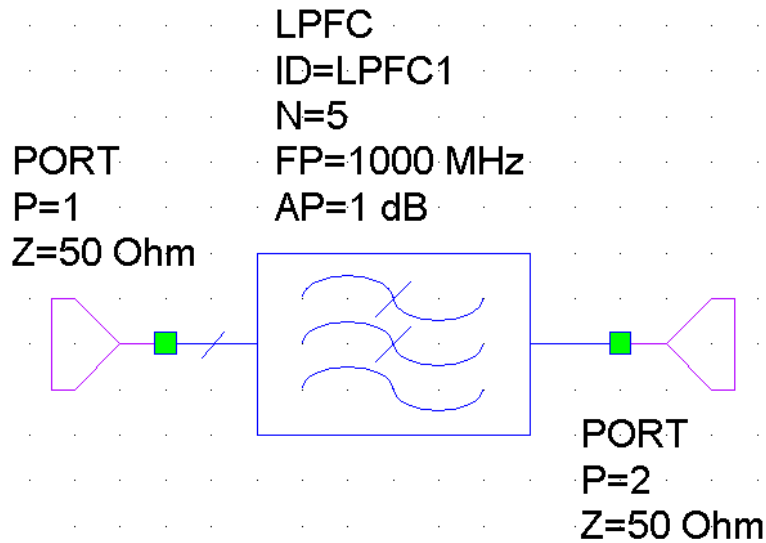 LPFC
ID=LPFC1
N=5
FP=1000 MHz
AP=1 dB
PORT
P=1
Z=50 Ohm
PORT
P=2
Z=50 Ohm